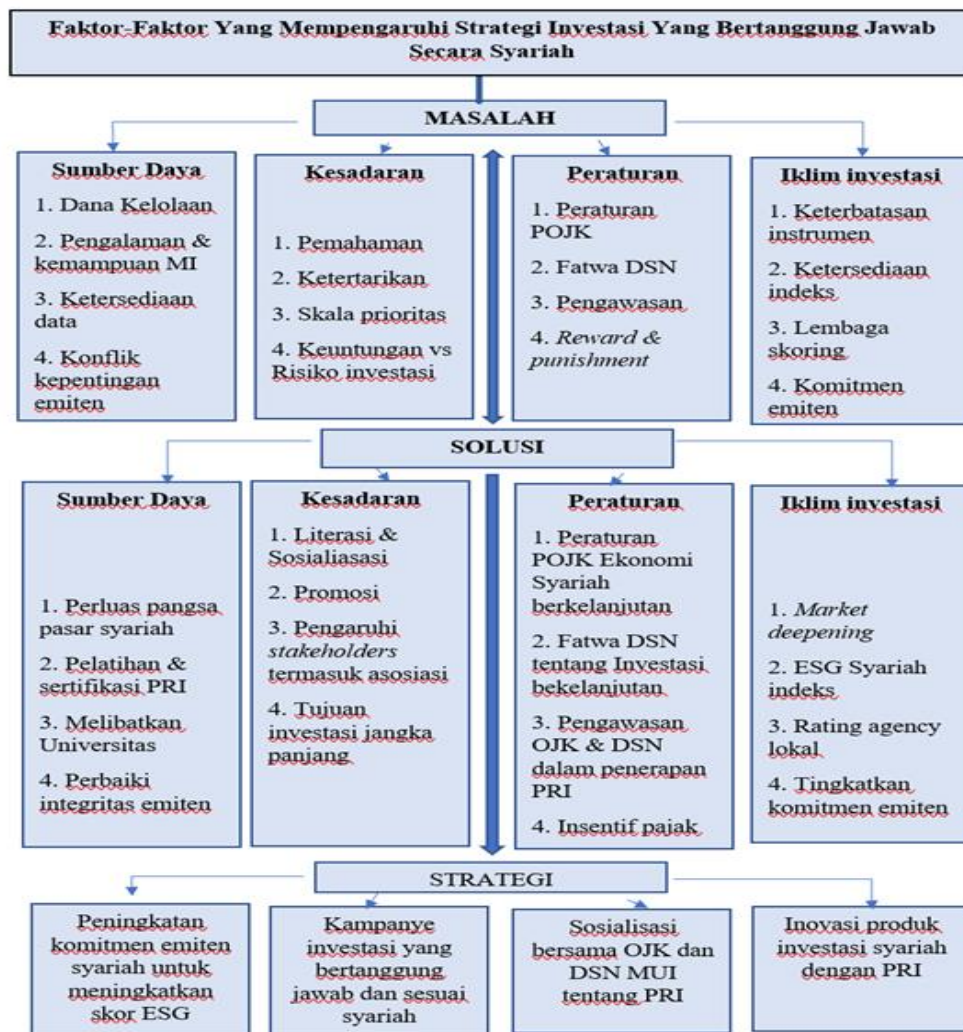 Faktor-Faktor Yang Mempengaruhi Strategi Investasi Yang Bertanggung Jawab
Secara Syariah
MASALAH
Sumber Daya
1. Dana Kelolaan
2. Pengalaman &
kemampuan MI
3. Ketersediaan
data
4. Konflik
kepentingan
emiten
Kesadaran
1. Pemahaman
2. Ketertarikan
3. Skala prioritas
4. Keuntungan vs
Risiko investasi
Peraturan
1. Peraturan
POJK
2. Fatwa DSN
3. Pengawasan
4. Reward &
punishment
Iklim investasi
1. Keterbatasan
instrumen
2. Ketersediaan
indeks
3. Lembaga
skoring
4. Komitmen
emiten
SOLUSI
Sumber Daya
1. Perluas pangsa
pasar syariah
2. Pelatihan &
sertifikasi PRI
3. Melibatkan
Universitas
4. Perbaiki
integritas emiten
Kesadaran
1. Literasi &
Sosialiasasi
2. Promosi
3. Pengaruhi
stakeholders
termasuk asosiasi
4. Tujuan
investasi jangka
panjang
Peraturan
1. Peraturan
POJK Ekonomi
Syariah
berkelanjutan
2. Fatwa DSN
tentang Investasi
bekelanjutan
3. Pengawasan
OJK & DSN
dalam penerapan
PRI
4. Insentif pajak
Iklim investasi
1. Market
deepening
2. ESG Syariah
indeks
3. Rating agency
lokal
4. Tingkatkan
komitmen emiten
STRATEGI
Peningkatan
komitmen emiten
syariah untuk
meningkatkan
skor ESG
Kampanye
investasi yang
bertanggung
jawab dan sesuai
syariah
Sosialisasi
bersama OJK dan
DSN MUI
tentang PRI
Inovasi produk
investasi syariah
dengan PRI